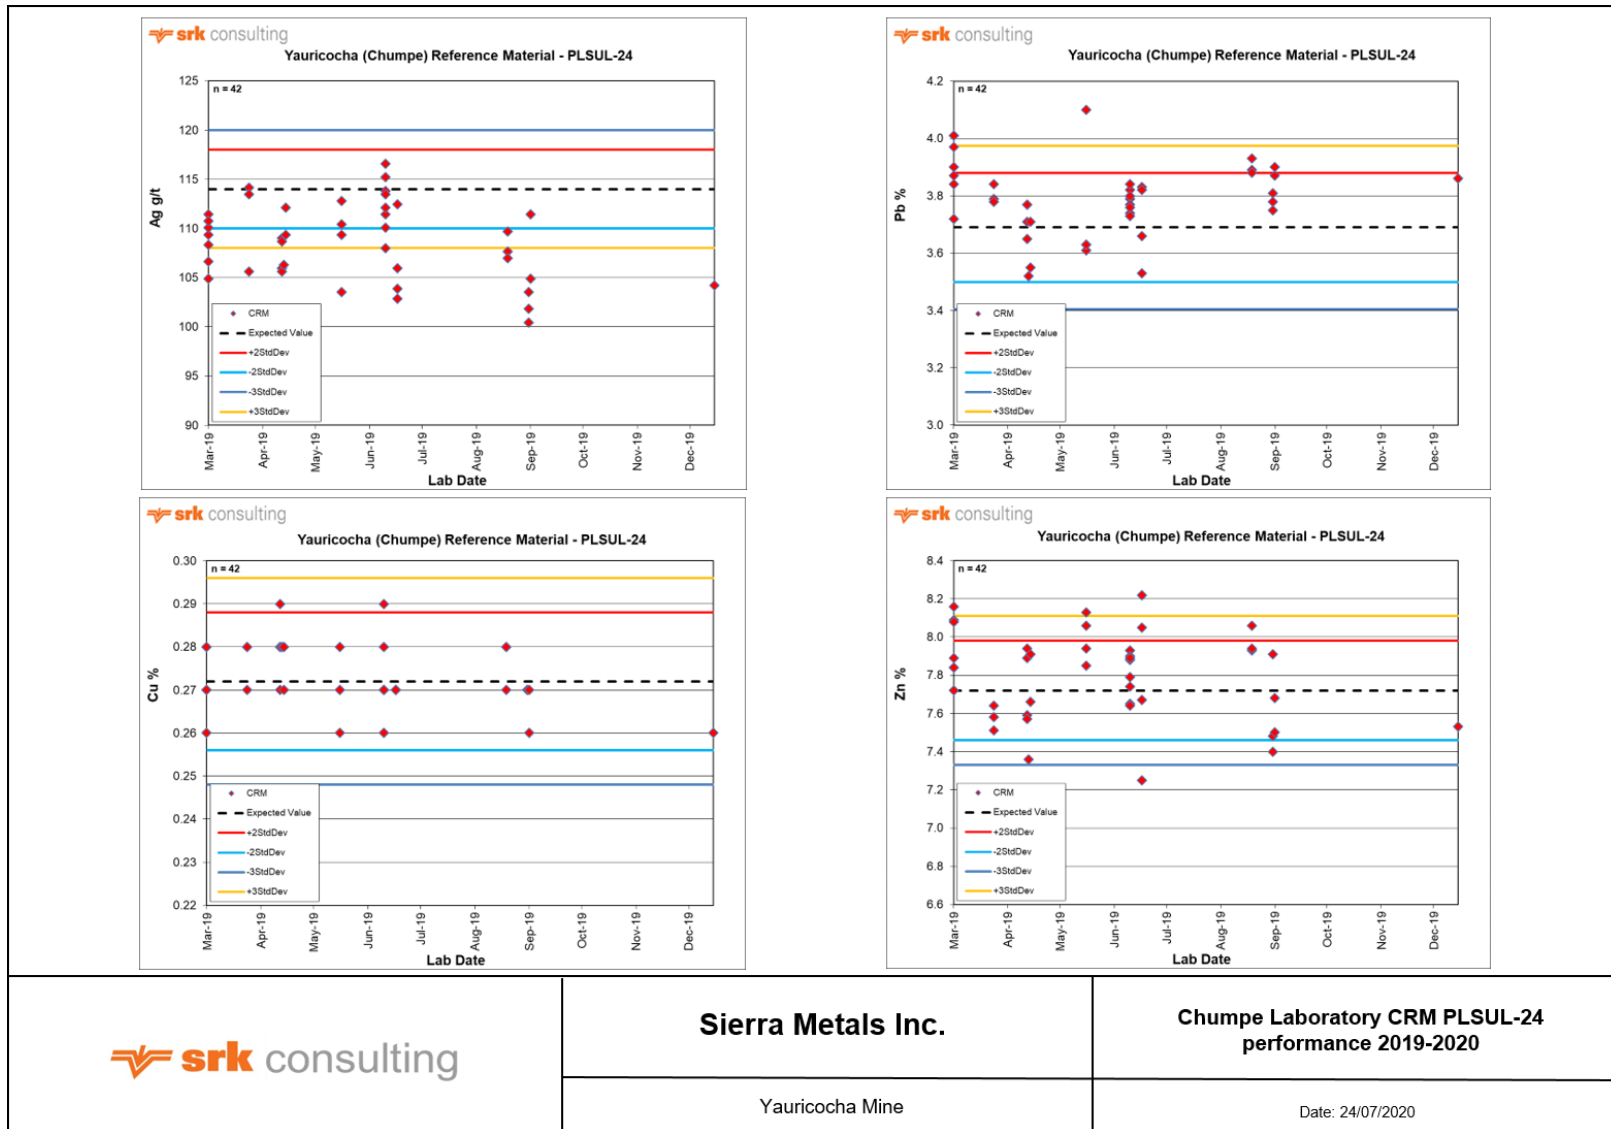 srk consulting
Yauricocha (Chumpe) Reference Material - PLSUL-24
n = 42
125
120
115
110
105
100
95
90
Ag g/t
CRM
Expected Value
+2StdDev
-2StdDev
-3StdDev
+3StdDev
Mar-19
Apr-19
May-19
Jun-19
Jul-19
Aug-19
Sep-19
Oct-19
Nov-19
Dec-19
Lab Date
srk consulting
Yauricocha (Chumpe) Reference Material - PLSUL-24
n = 42
4.2
4.0
3.8
3.6
3.4
3.2
3.0
Pb %
CRM
Expected Value
+2StdDev
-2StdDev
-3StdDev
+3StdDev
Mar-19
Apr-19
May-19
Jun-19
Jul-19
Aug-19
Sep-19
Oct-19
Nov-19
Dec-19
Lab Date
srk consulting
Yauricocha (Chumpe) Reference Material - PLSUL-24
n = 42
0.30
0.29
0.28
0.27
0.26
0.25
0.24
0.23
0.22
Cu %
CRM
Expected Value
+2StdDev
-2StdDev
-3StdDev
+3StdDev
Mar-19
Apr-19
May-19
Jun-19
Jul-19
Aug-19
Sep-19
Oct-19
Nov-19
Dec-19
Lab Date
srk consulting
Yauricocha (Chumpe) Reference Material - PLSUL-24
n = 42
8.4
8.2
8.0
7.8
7.6
7.4
7.2
7.0
6.8
6.6
Zn %
CRM
Expected Value
+2StdDev
-2StdDev
-3StdDev
+3StdDev
Mar-19
Apr-19
May-19
Jun-19
Jul-19
Aug-19
Sep-19
Oct-19
Nov-19
Dec-19
Lab Date
srk consulting
Sierra Metals Inc.
Yauricocha Mine
Chumpe Laboratory CRM PLSUL-24
performance 2019-2020
Date: 24/07/2020